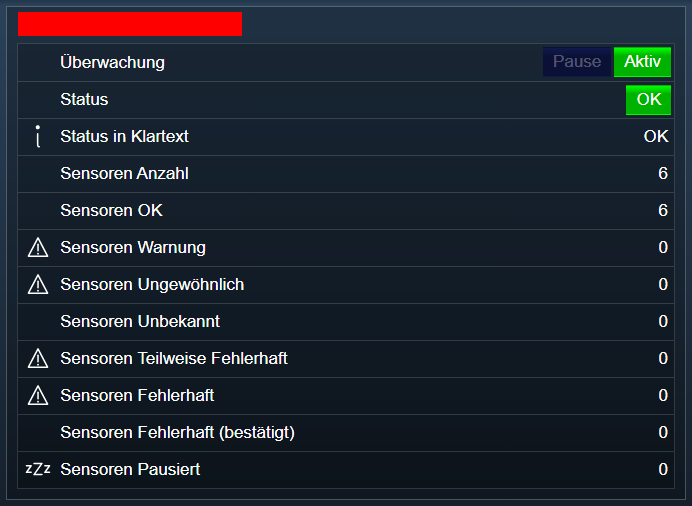 Überwachung Pause Aktiv
Status OK
Status in Klartext OK
Sensoren Anzahl 6
Sensoren OK 6
Sensoren Warnung 0
Sensoren Ungewöhnlich 0
Sensoren Unbekannt 0
Sensoren Teilweise Fehlerhaft 0
Sensoren Fehlerhaft 0
Sensoren Fehlerhaft (bestätigt) 0
zZz Sensoren Pausiert 0